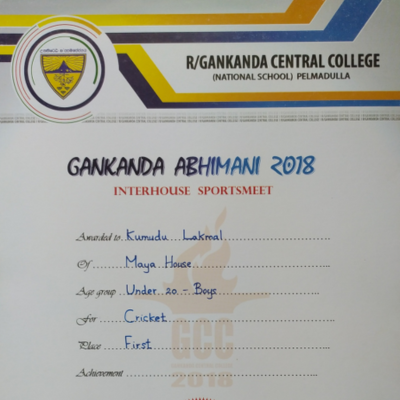 R/GANKANDA CENTRAL COLLEGE
(NATIONAL SCHOOL) PELMADULLA
GANKANDA ABHIMANI 2018
INTERHOUSE SPORTSMEET
Awarded to Kumudu Lakmal
Of Maya House
Age group Under 20 - Boys
For Cricket
Place First
GCC
Achievement
2018